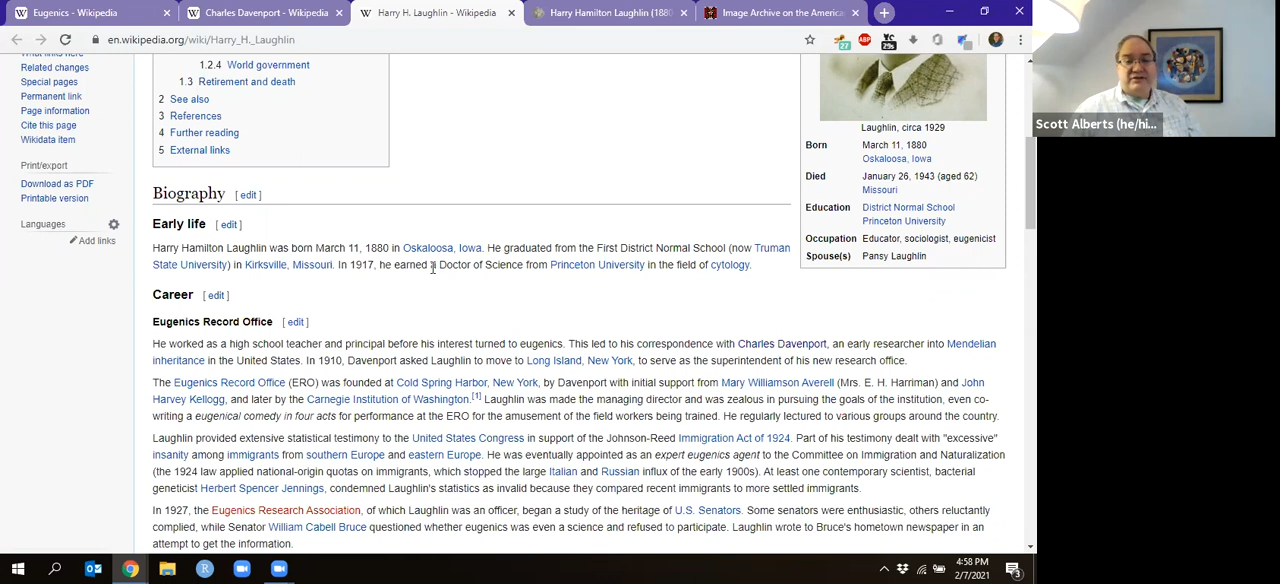 Eugenics - Wikipedia
Charles Davenport - Wikipedia
Harry H. Laughlin - Wikipedia
Harry Hamilton Laughlin (1880
Image Archive on the America
en.wikipedia.org/wiki/Harry_H._Laughlin
27
ABP
29s
Related changes
Special pages
Permanent link
Page information
Cite this page
Wikidata item
Print/export
Download as PDF
Printable version
Languages
Add links
1.2.4 World government
1.3 Retirement and death
2 See also
3 References
4 Further reading
5 External links
Laughlin, circa 1929
Born March 11, 1880
Oskaloosa, Iowa
Died January 26, 1943 (aged 62)
Missouri
Education District Normal School
Princeton University
Occupation Educator, sociologist, eugenicist
Spouse(s) Pansy Laughlin
Biography [ edit ]
Early life [ edit ]
Harry Hamilton Laughlin was born March 11, 1880 in Oskaloosa, Iowa. He graduated from the First District Normal School (now Truman
State University) in Kirksville, Missouri. In 1917, he earned a Doctor of Science from Princeton University in the field of cytology.
Career [ edit ]
Eugenics Record Office [ edit ]
He worked as a high school teacher and principal before his interest turned to eugenics. This led to his correspondence with Charles Davenport, an early researcher into Mendelian
inheritance in the United States. In 1910, Davenport asked Laughlin to move to Long Island, New York, to serve as the superintendent of his new research office.
The Eugenics Record Office (ERO) was founded at Cold Spring Harbor, New York, by Davenport with initial support from Mary Williamson Averell (Mrs. E. H. Harriman) and John
Harvey Kellogg, and later by the Carnegie Institution of Washington.[1] Laughlin was made the managing director and was zealous in pursuing the goals of the institution, even co-
writing a eugenical comedy in four acts for performance at the ERO for the amusement of the field workers being trained. He regularly lectured to various groups around the country.
Laughlin provided extensive statistical testimony to the United States Congress in support of the Johnson-Reed Immigration Act of 1924. Part of his testimony dealt with "excessive"
insanity among immigrants from southern Europe and eastern Europe. He was eventually appointed as an expert eugenics agent to the Committee on Immigration and Naturalization
(the 1924 law applied national-origin quotas on immigrants, which stopped the large Italian and Russian influx of the early 1900s). At least one contemporary scientist, bacterial
geneticist Herbert Spencer Jennings, condemned Laughlin's statistics as invalid because they compared recent immigrants to more settled immigrants.
In 1927, the Eugenics Research Association, of which Laughlin was an officer, began a study of the heritage of U.S. Senators. Some senators were enthusiastic, others reluctantly
complied, while Senator William Cabell Bruce questioned whether eugenics was even a science and refused to participate. Laughlin wrote to Bruce's hometown newspaper in an
attempt to get the information.
Scott Alberts (he/hi...
4:58 PM
2/7/2021
3